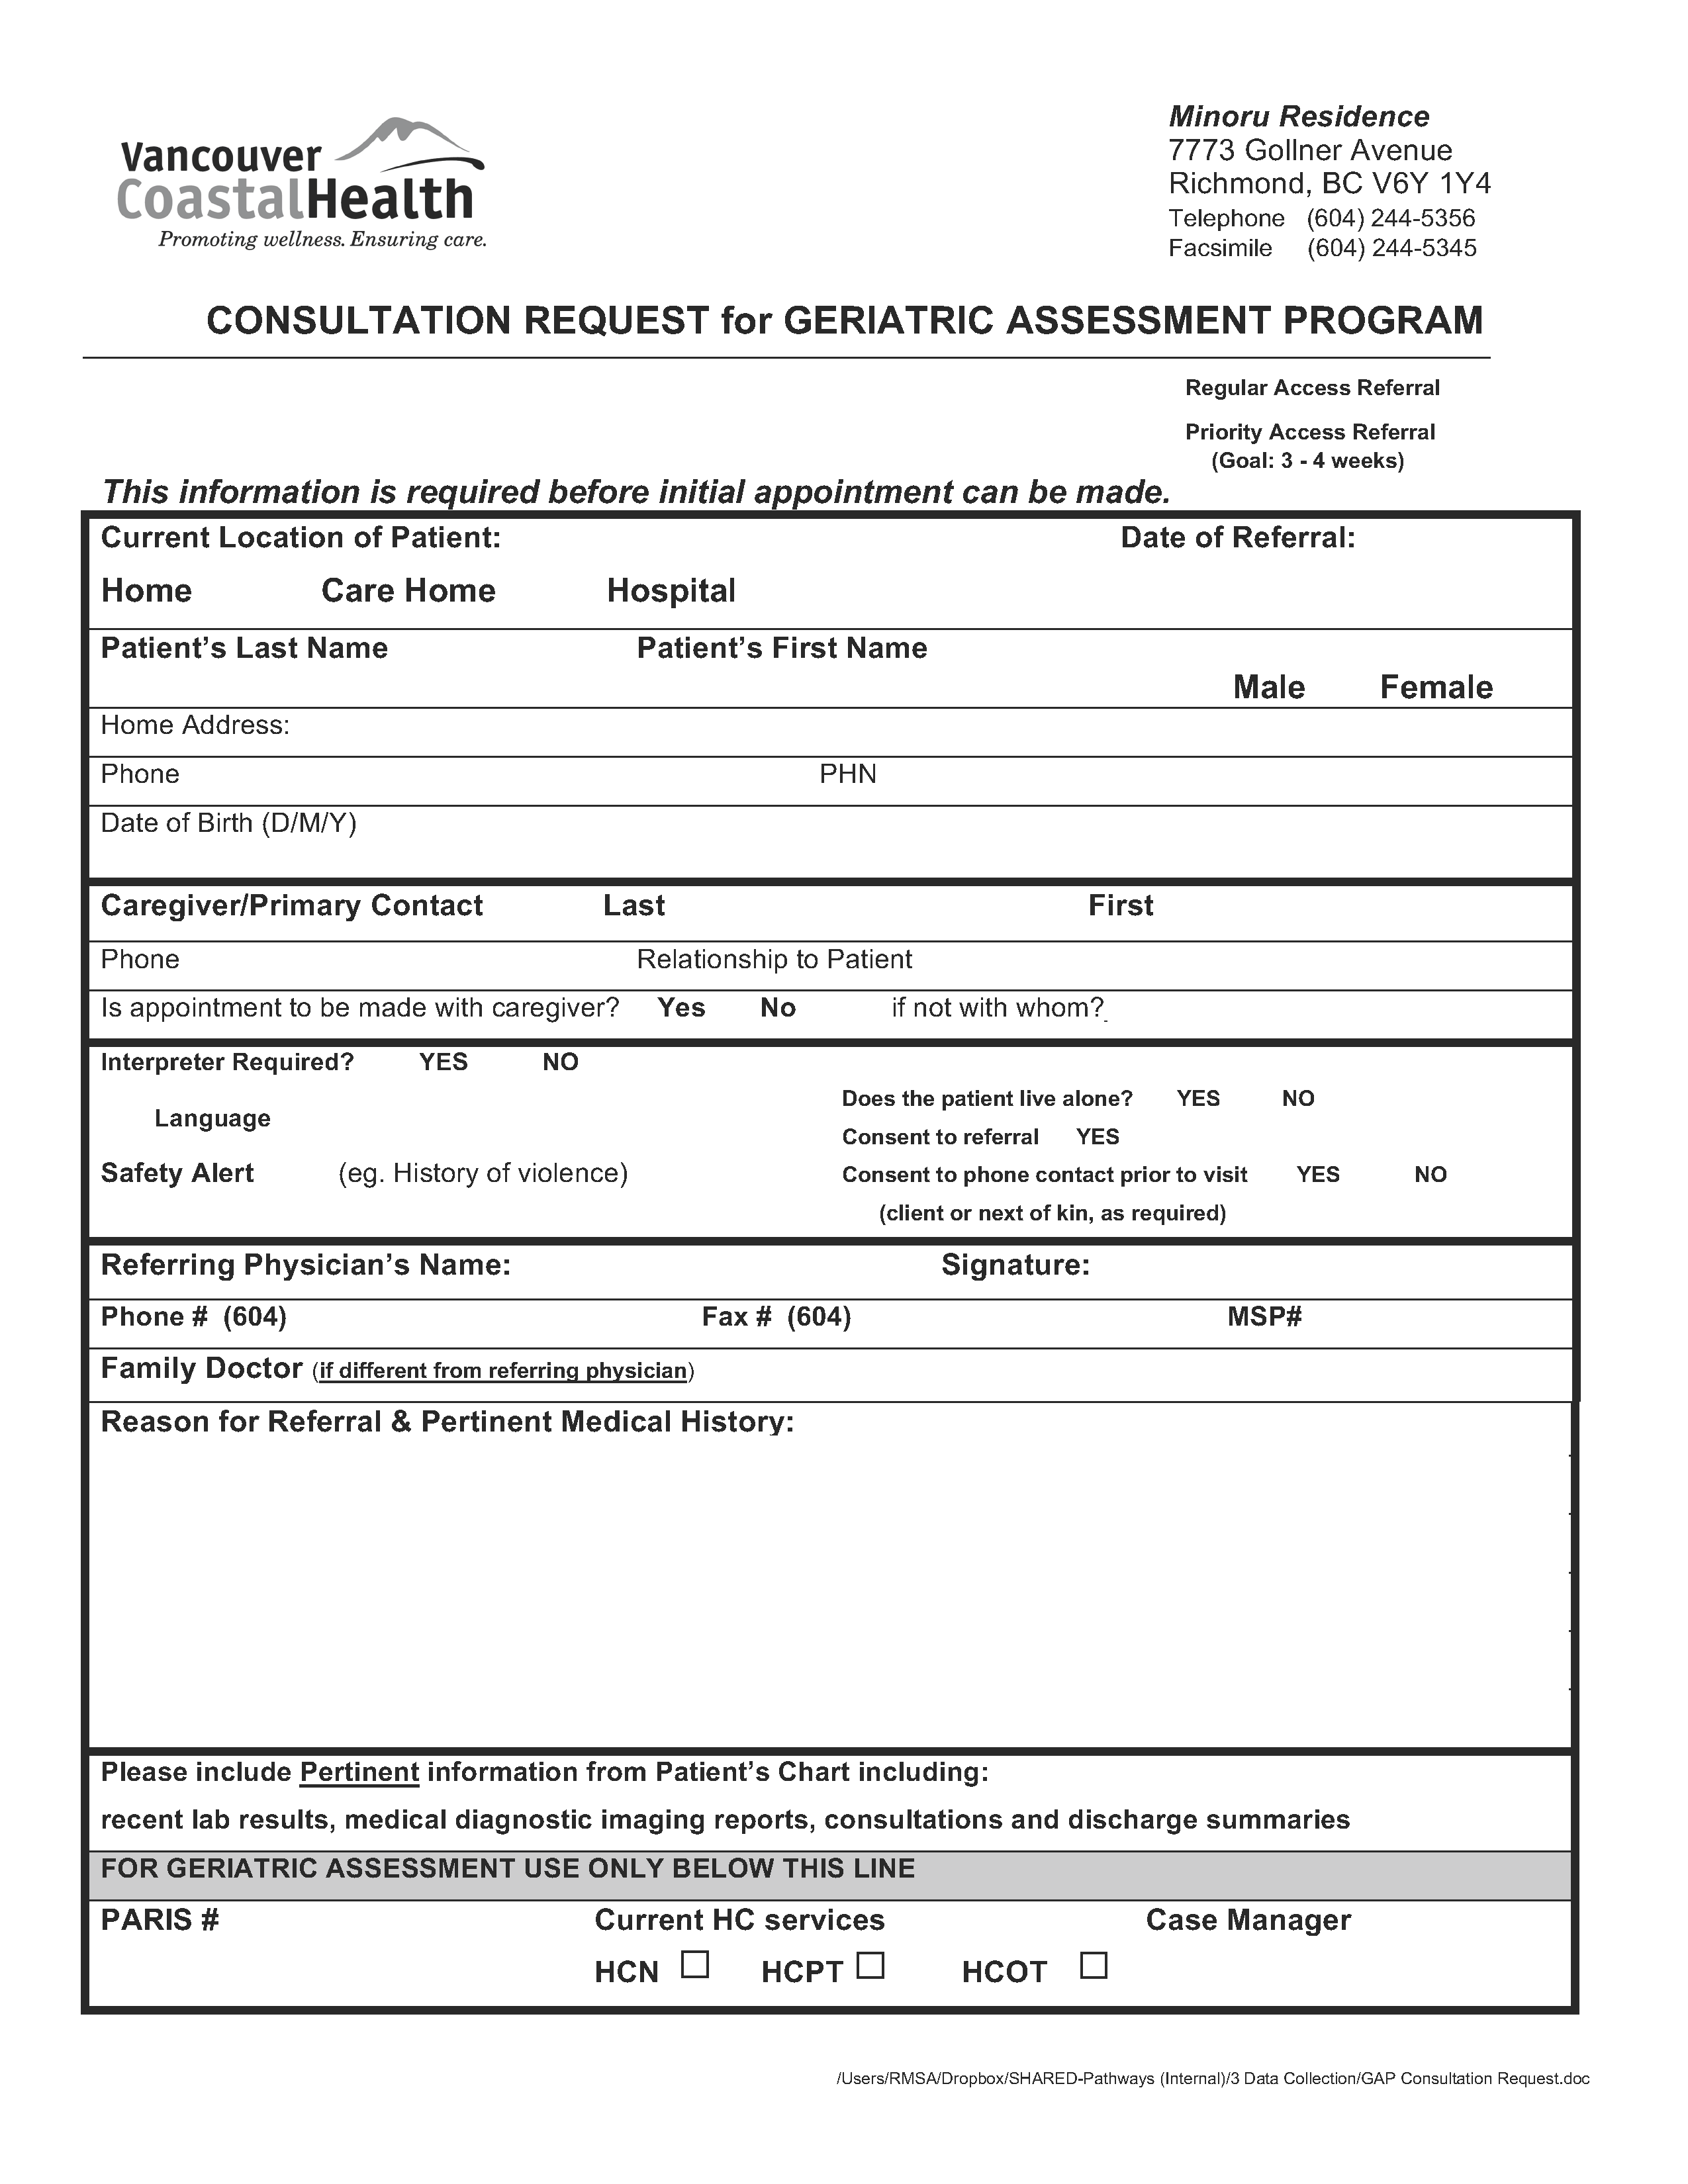 Vancouver
CoastalHealth
Promoting wellness. Ensuring care.
Minoru Residence
7773 Gollner Avenue
Richmond, BC V6Y 1Y4
Telephone (604) 244-5356
Facsimile (604) 244-5345
CONSULTATION REQUEST for GERIATRIC ASSESSMENT PROGRAM
Regular Access Referral
Priority Access Referral
(Goal: 3 - 4 weeks)
This information is required before initial appointment can be made.
Current Location of Patient: Date of Referral:
Home Care Home Hospital
Patient's Last Name Patient's First Name
Male Female
Home Address:
Phone PHN
Date of Birth (D/M/Y)
Caregiver/Primary Contact Last First
Phone Relationship to Patient
Is appointment to be made with caregiver? Yes No if not with whom?
Interpreter Required? YES NO
Does the patient live alone? YES NO
Language
Consent to referral YES
Safety Alert (eg. History of violence) Consent to phone contact prior to visit YES NO
(client or next of kin, as required)
Referring Physician's Name: Signature:
Phone # (604) Fax # (604) MSP#
Family Doctor (if different from referring physician)
Reason for Referral & Pertinent Medical History:
Please include Pertinent information from Patient's Chart including:
recent lab results, medical diagnostic imaging reports, consultations and discharge summaries
FOR GERIATRIC ASSESSMENT USE ONLY BELOW THIS LINE
PARIS # Current HC services Case Manager
HCN ☐ HCPT ☐ HCOT ☐
/Users/RMSA/Dropbox/SHARED-Pathways (Internal)/3 Data Collection/GAP Consultation Request.doc